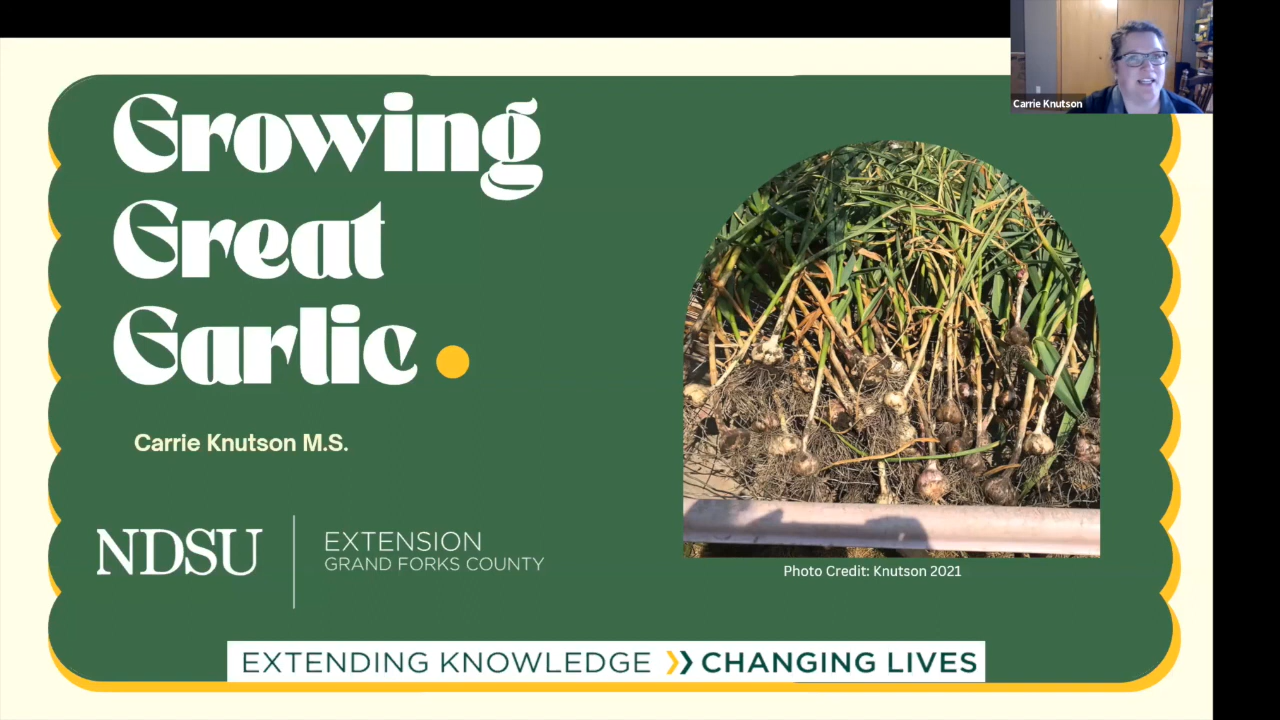 Growing
Great
Garlic
Carrie Knutson M.S.
NDSU
EXTENSION
GRAND FORKS COUNTY
Photo Credit: Knutson 2021
EXTENDING KNOWLEDGE CHANGING LIVES
Carrie Knutson